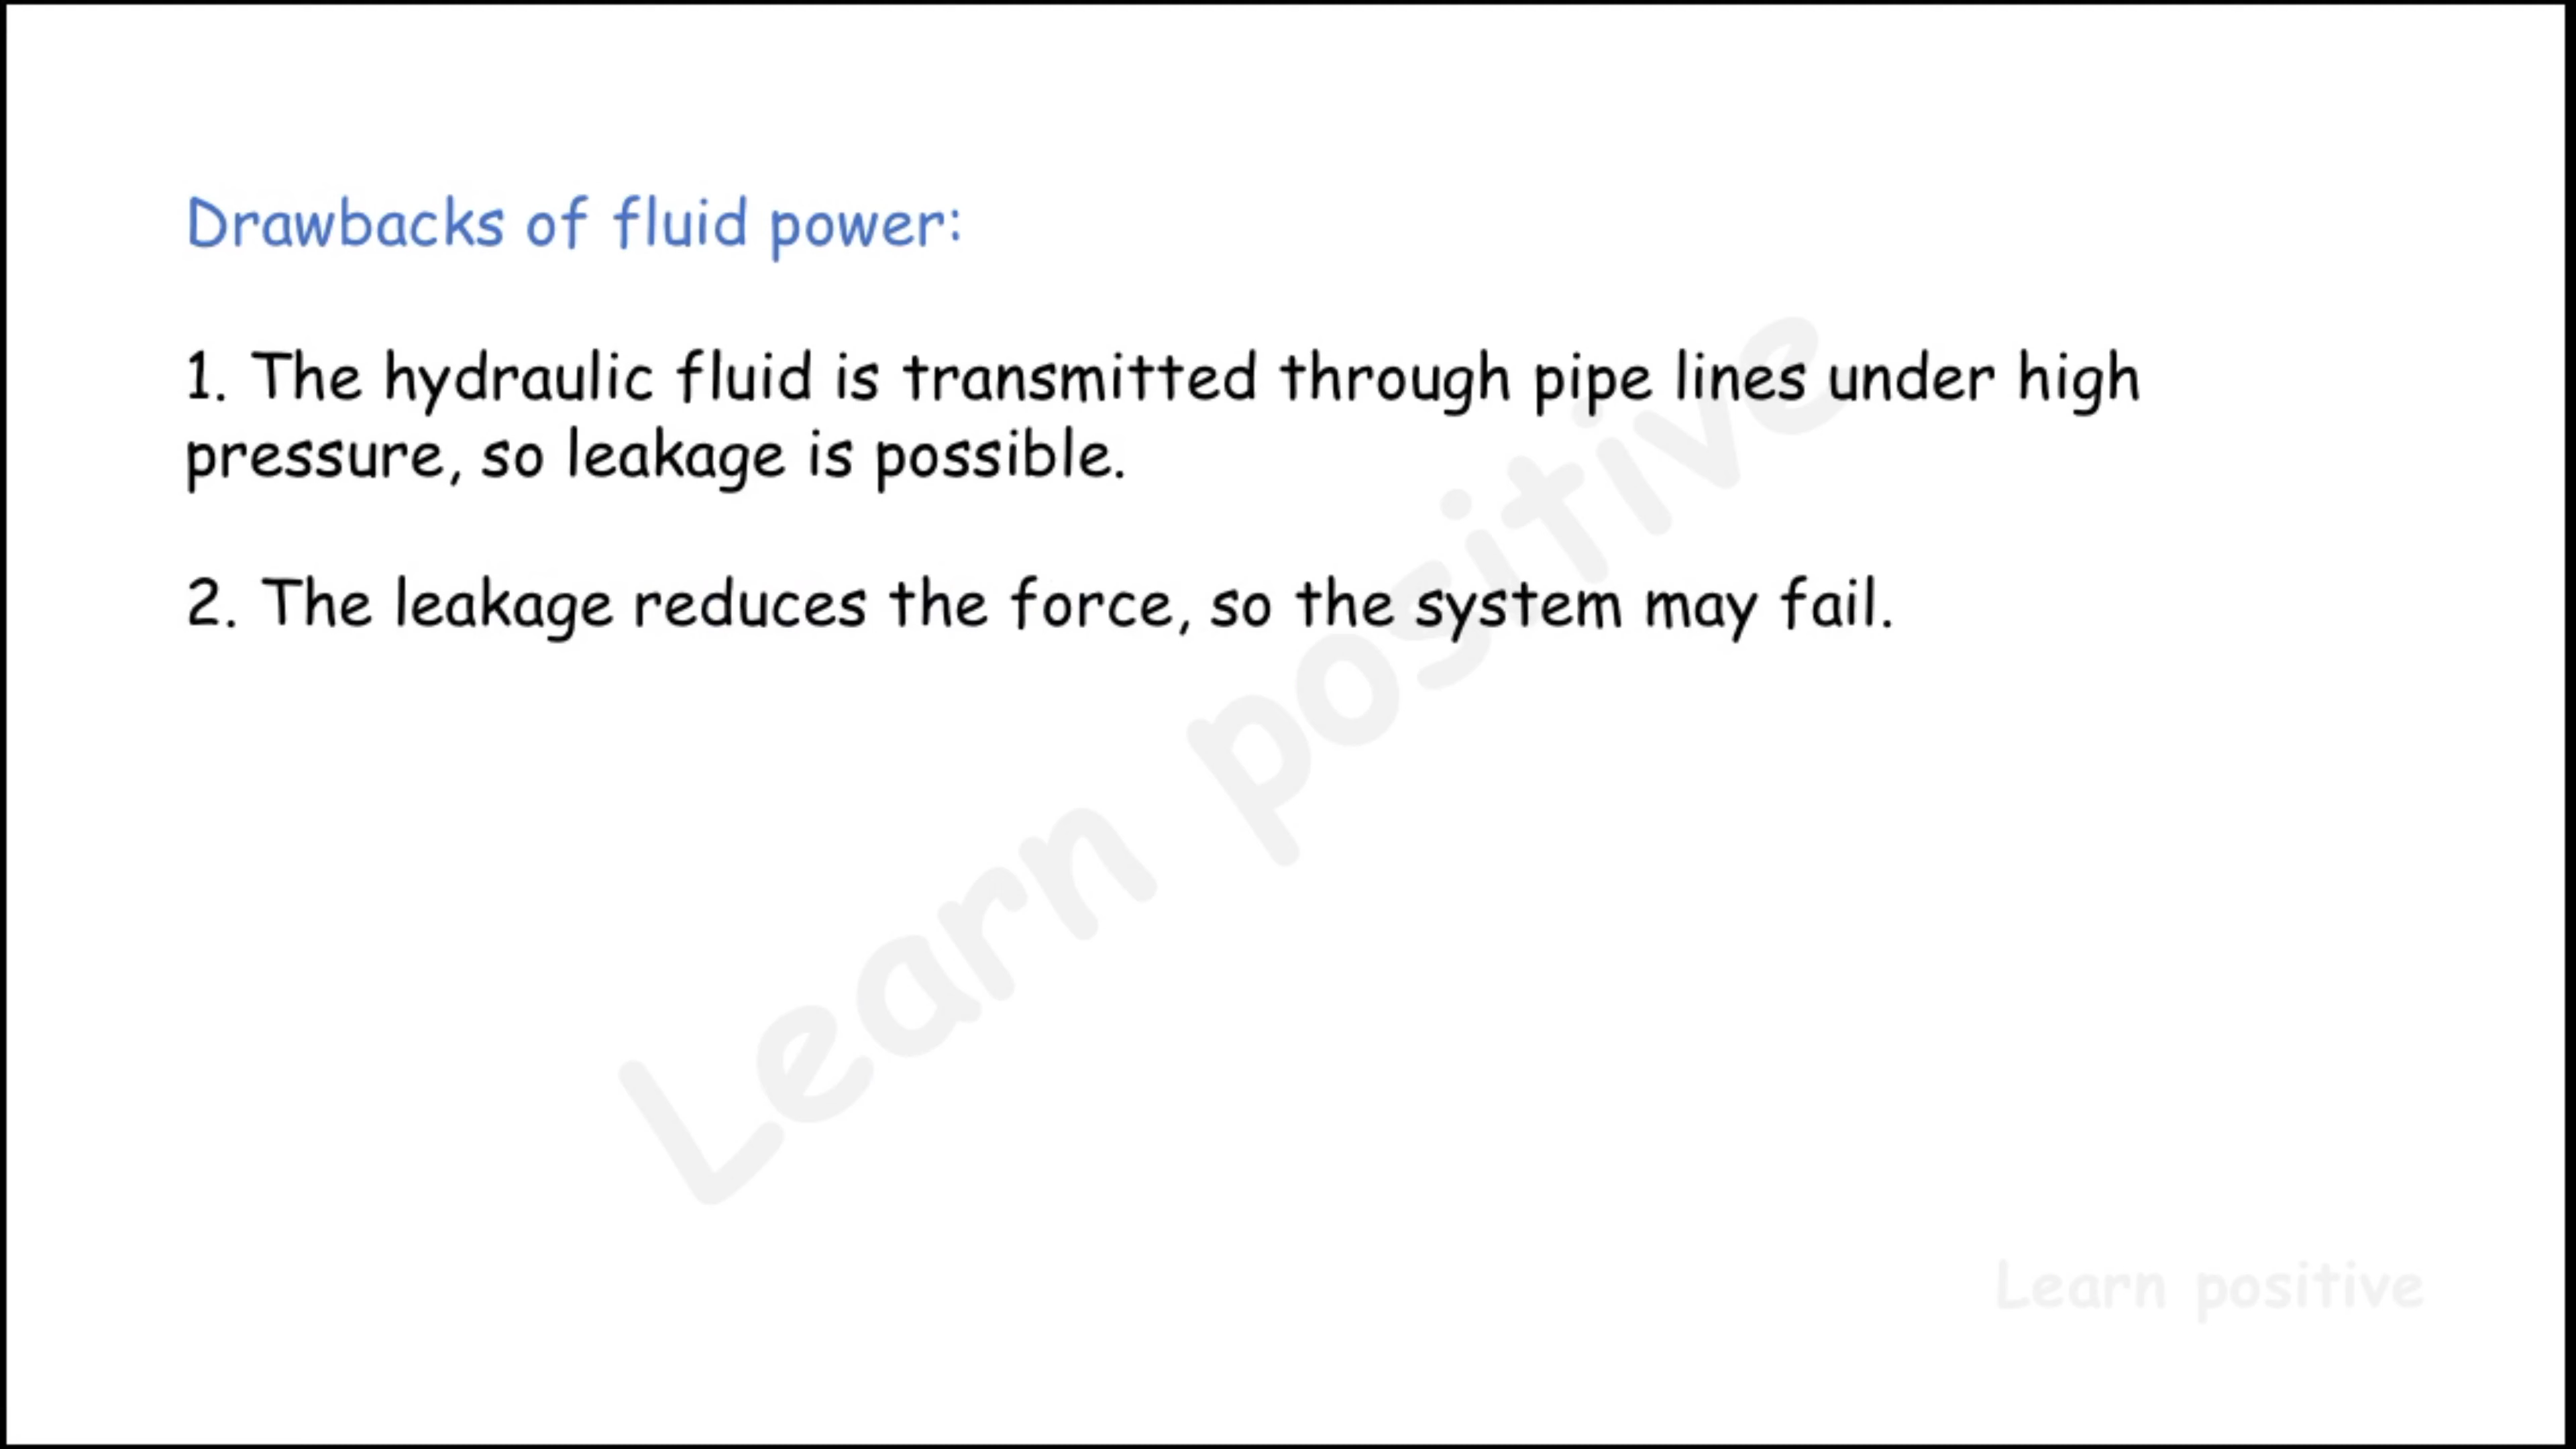 Drawbacks of fluid power:
1. The hydraulic fluid is transmitted through pipe lines under high
pressure, so leakage is possible.
2. The leakage reduces the force, so the system may fail.
Learn positive
Learn positive